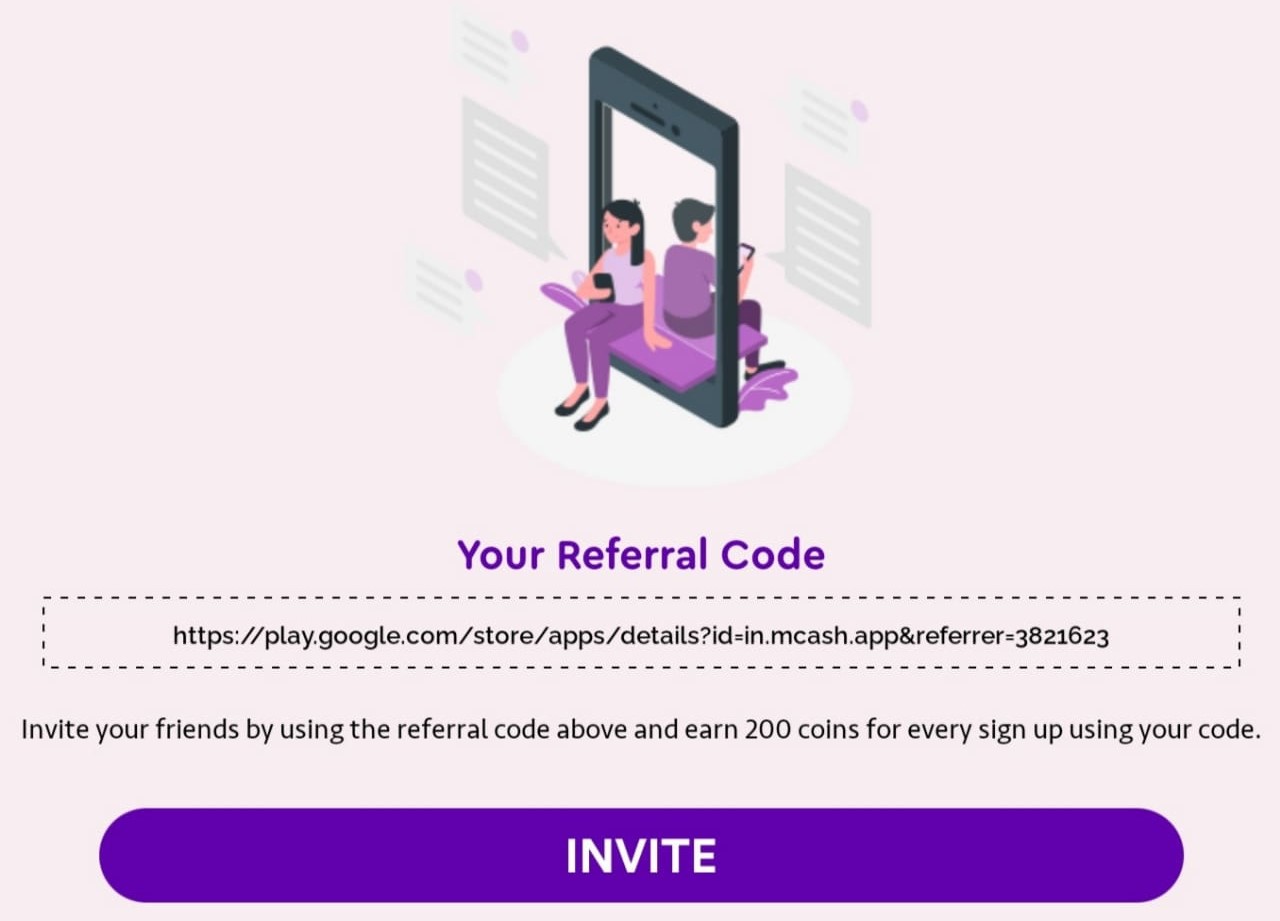 Your Referral Code
https://play.google.com/store/apps/details?id=in.mcash.app&referrer=3821623
Invite your friends by using the referral code above and earn 200 coins for every sign up using your code.
INVITE